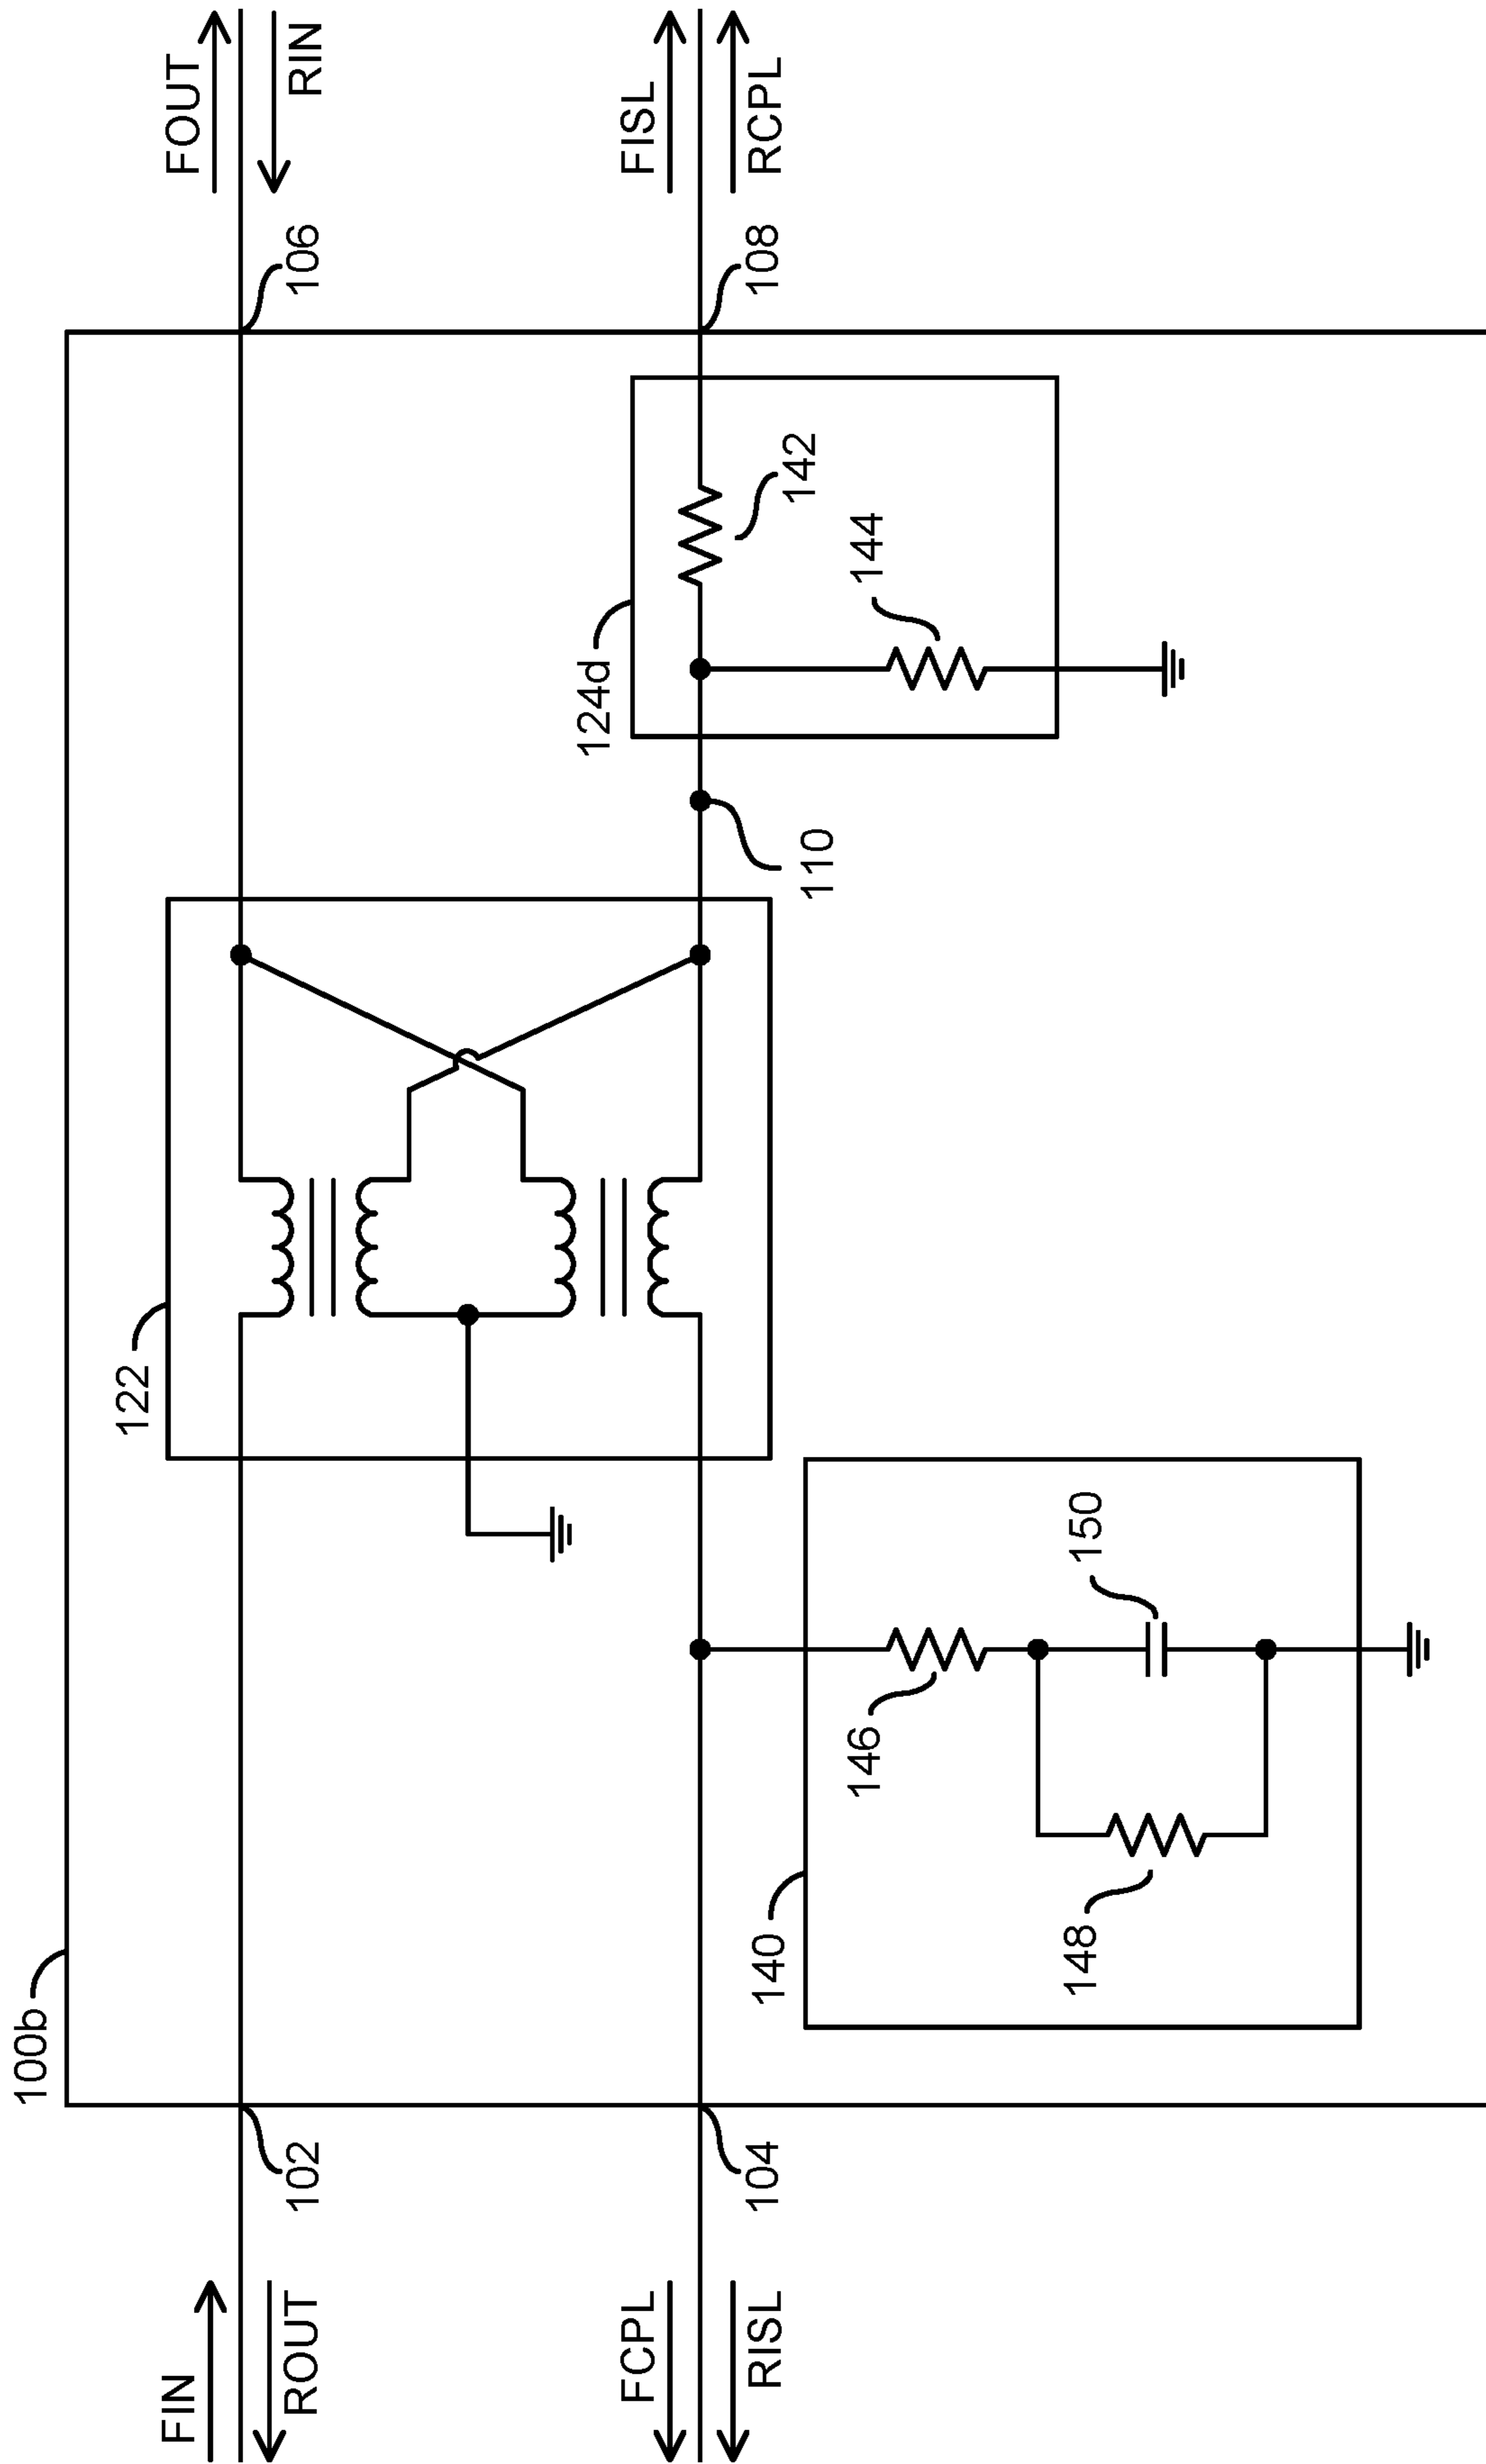 100b
FIN
ROUT
102
122
106
FOUT
RIN
FCPL
RISL
104
110
124d
142
144
108
FISL
RCPL
140
146
148
150